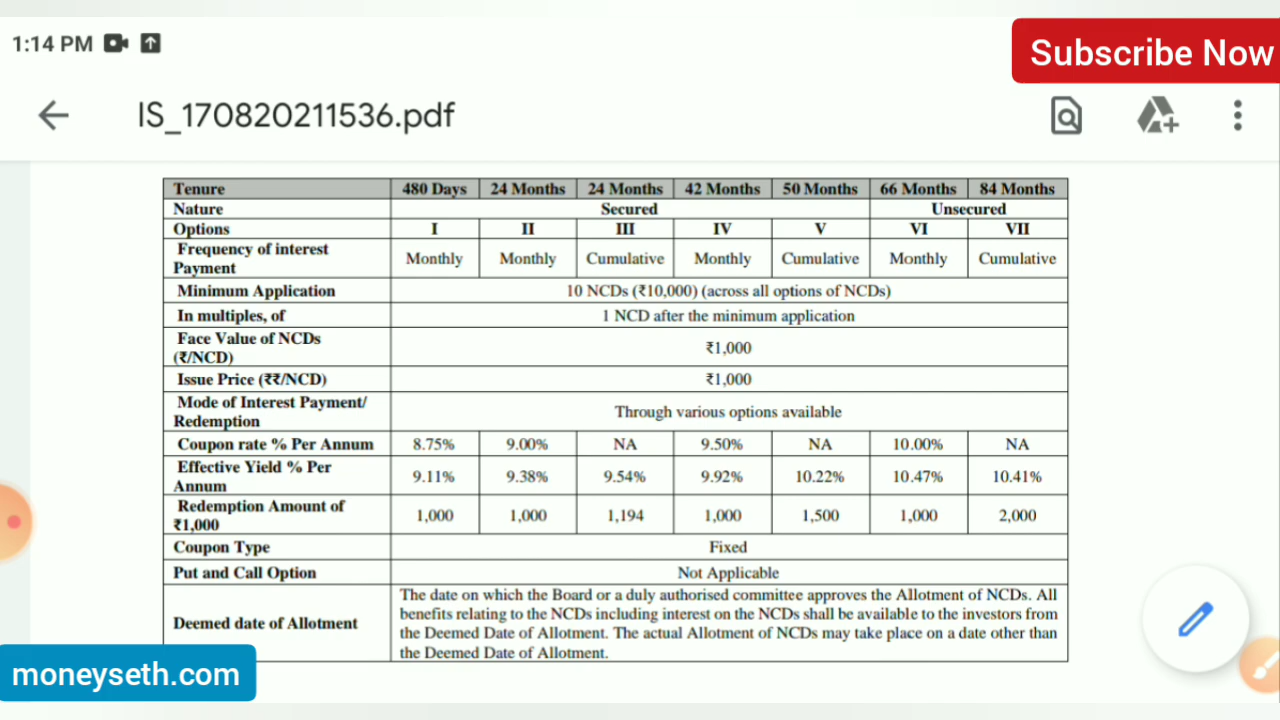 1:14 PM
Subscribe Now
IS_170820211536.pdf
Tenure 480 Days 24 Months 24 Months 42 Months 50 Months 66 Months 84 Months
Nature Secured Unsecured
Options I II III IV V VI VII
Frequency of interest
Payment Monthly Monthly Cumulative Monthly Cumulative Monthly Cumulative
Minimum Application 10 NCDs (₹10,000) (across all options of NCDs)
In multiples, of 1 NCD after the minimum application
Face Value of NCDs
(₹/NCD) ₹1,000
Issue Price (₹₹/NCD) ₹1,000
Mode of Interest Payment/
Redemption Through various options available
Coupon rate % Per Annum 8.75% 9.00% NA 9.50% NA 10.00% NA
Effective Yield % Per
Annum 9.11% 9.38% 9.54% 9.92% 10.22% 10.47% 10.41%
Redemption Amount of
₹1,000 1,000 1,000 1,194 1,000 1,500 1,000 2,000
Coupon Type Fixed
Put and Call Option Not Applicable
Deemed date of Allotment The date on which the Board or a duly authorised committee approves the Allotment of NCDs. All
benefits relating to the NCDs including interest on the NCDs shall be available to the investors from
the Deemed Date of Allotment. The actual Allotment of NCDs may take place on a date other than
the Deemed Date of Allotment.
moneyseth.com